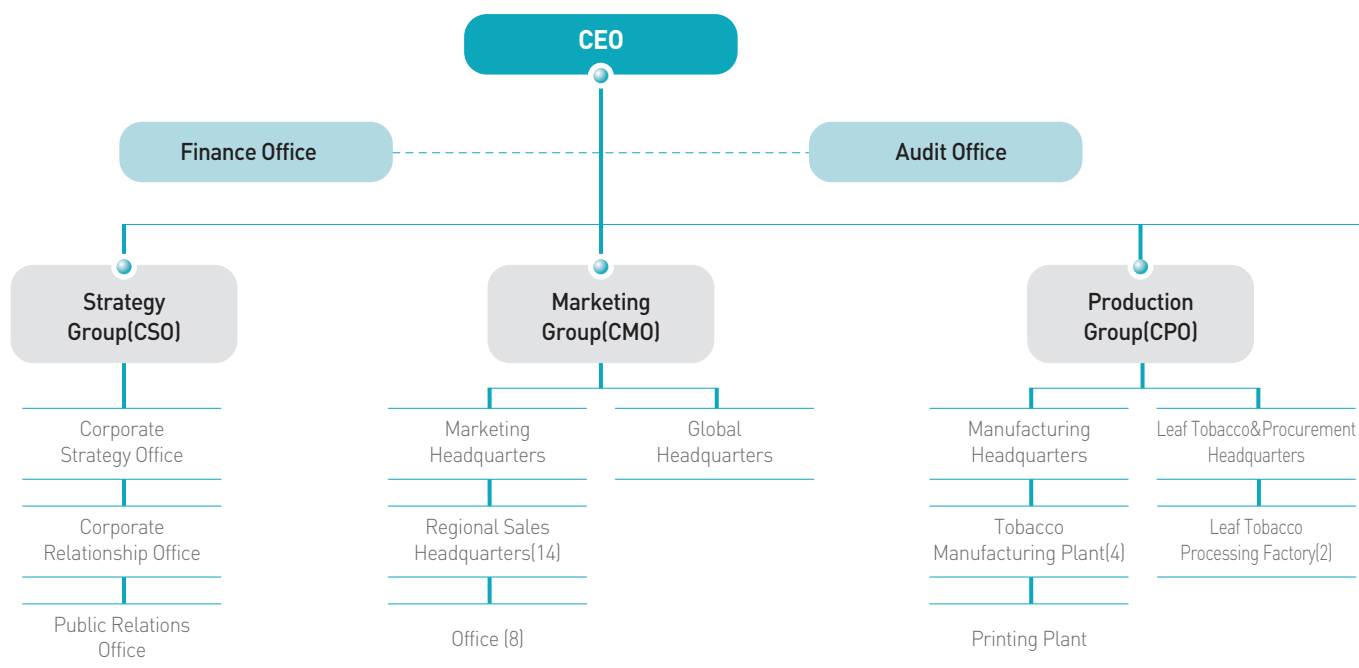 CEO
Finance Office
Audit Office
Strategy
Group(CSO)
Marketing
Group(CMO)
Production
Group(CPO)
Corporate
Strategy Office
Marketing
Headquarters
Global
Headquarters
Manufacturing
Headquarters
Leaf Tobacco&Procurement
Headquarters
Corporate
Relationship Office
Regional Sales
Headquarters(14)
Tobacco
Manufacturing Plant(4)
Leaf Tobacco
Processing Factory(2)
Public Relations
Office
Office (8)
Printing Plant